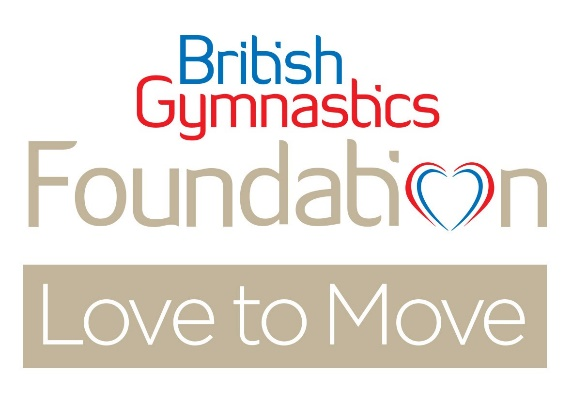 British
Gymnastics
Foundation
Love to Move